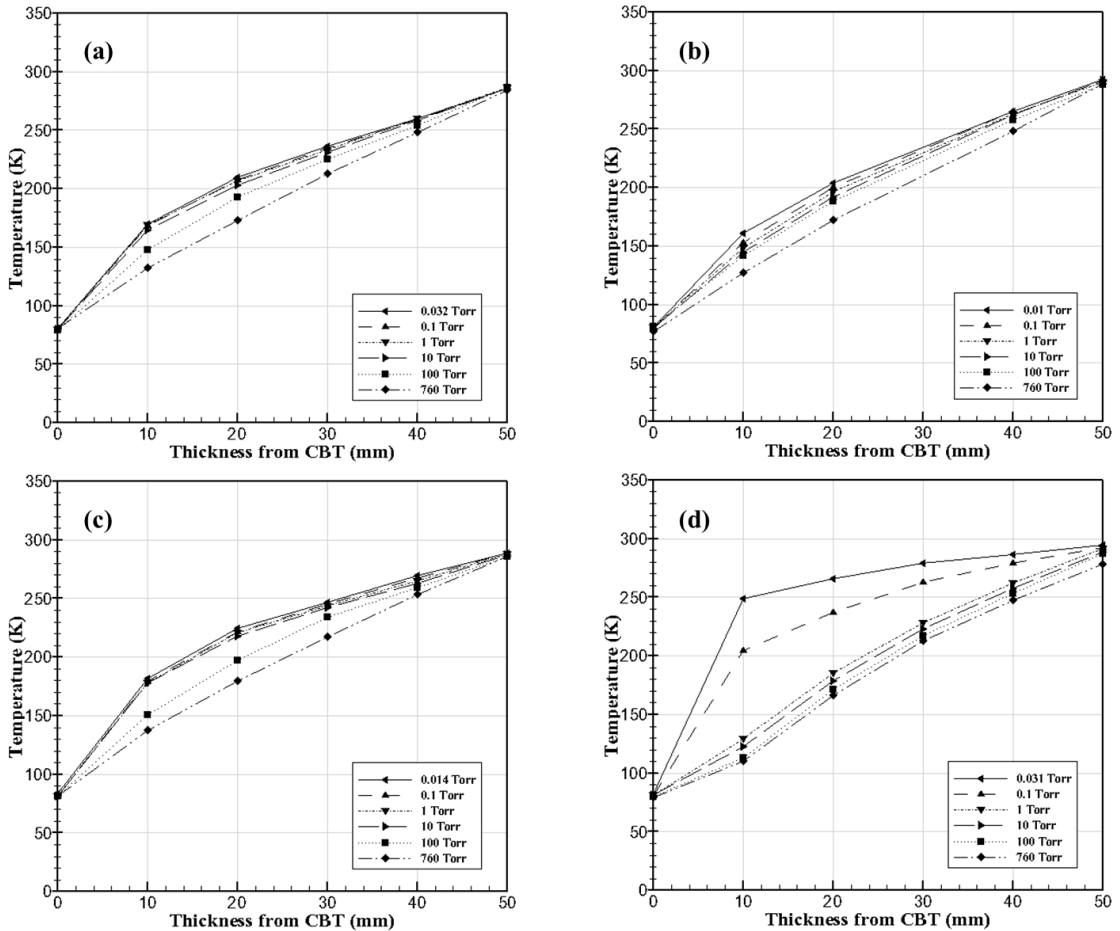 (a)
Temperature (K)
350
300
250
200
150
100
50
0
0.032 Torr
0.1 Torr
1 Torr
10 Torr
100 Torr
760 Torr
0 10 20 30 40 50
Thickness from CBT (mm)
(b)
Temperature (K)
350
300
250
200
150
100
50
0
0.01 Torr
0.1 Torr
1 Torr
10 Torr
100 Torr
760 Torr
0 10 20 30 40 50
Thickness from CBT (mm)
(c)
Temperature (K)
350
300
250
200
150
100
50
0
0.014 Torr
0.1 Torr
1 Torr
10 Torr
100 Torr
760 Torr
0 10 20 30 40 50
Thickness from CBT (mm)
(d)
Temperature (K)
350
300
250
200
150
100
50
0
0.031 Torr
0.1 Torr
1 Torr
10 Torr
100 Torr
760 Torr
0 10 20 30 40 50
Thickness from CBT (mm)